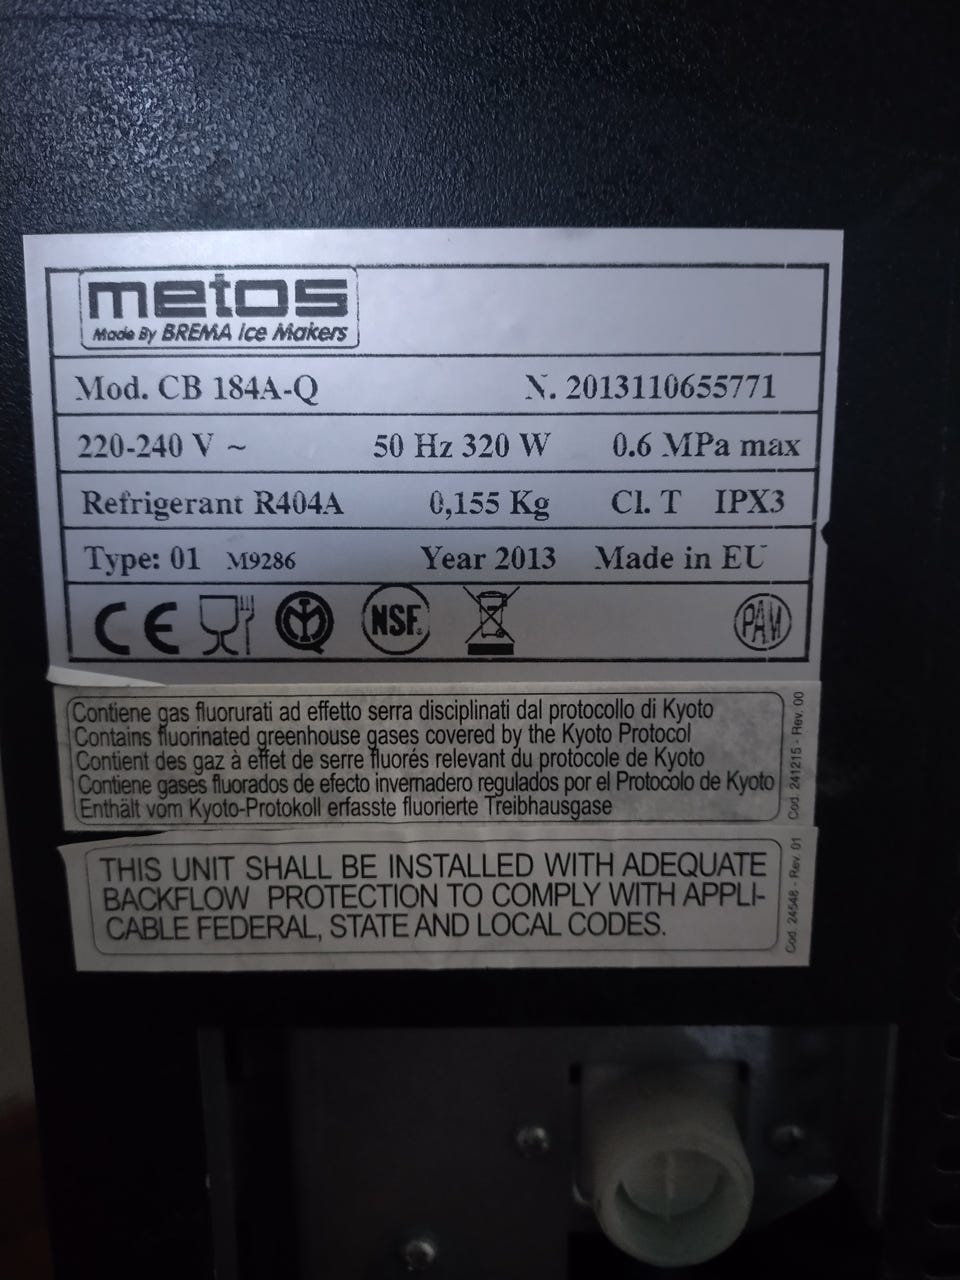 metos
Made By BREMA Ice Makers
Mod. CB 184A-Q N. 2013110655771
220-240 V ~ 50 Hz 320 W 0.6 MPa max
Refrigerant R404A 0,155 Kg Cl. T IPX3
Type: 01 M9286 Year 2013 Made in EU
CE NSF® PAM
Contiene gas fluorurati ad effetto serra disciplinati dal protocollo di Kyoto
Contains fluorinated greenhouse gases covered by the Kyoto Protocol
Contient des gaz à effet de serre fluorés relevant du protocole de Kyoto
Contiene gases fluorados de efecto invernadero regulados por el Protocolo de Kyoto
Enthält vom Kyoto-Protokoll erfasste fluorierte Treibhausgase
Cod. 241215 - Rev. 00
THIS UNIT SHALL BE INSTALLED WITH ADEQUATE
BACKFLOW PROTECTION TO COMPLY WITH APPLI-
CABLE FEDERAL, STATE AND LOCAL CODES.
Cod. 24548 - Rev. 01